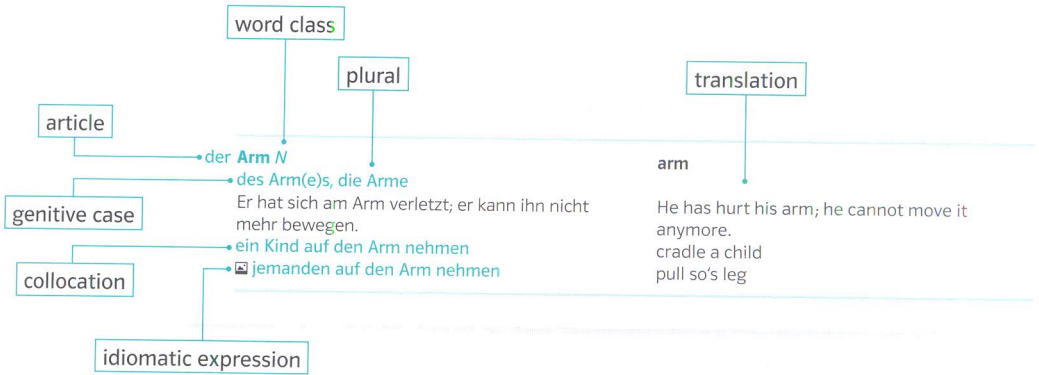 word class
plural
translation
article
der Arm N
arm
des Arm(e)s, die Arme
genitive case
Er hat sich am Arm verletzt; er kann ihn nicht
mehr bewegen.
He has hurt his arm; he cannot move it
anymore.
ein Kind auf den Arm nehmen
cradle a child
collocation
jemanden auf den Arm nehmen
pull so's leg
idiomatic expression